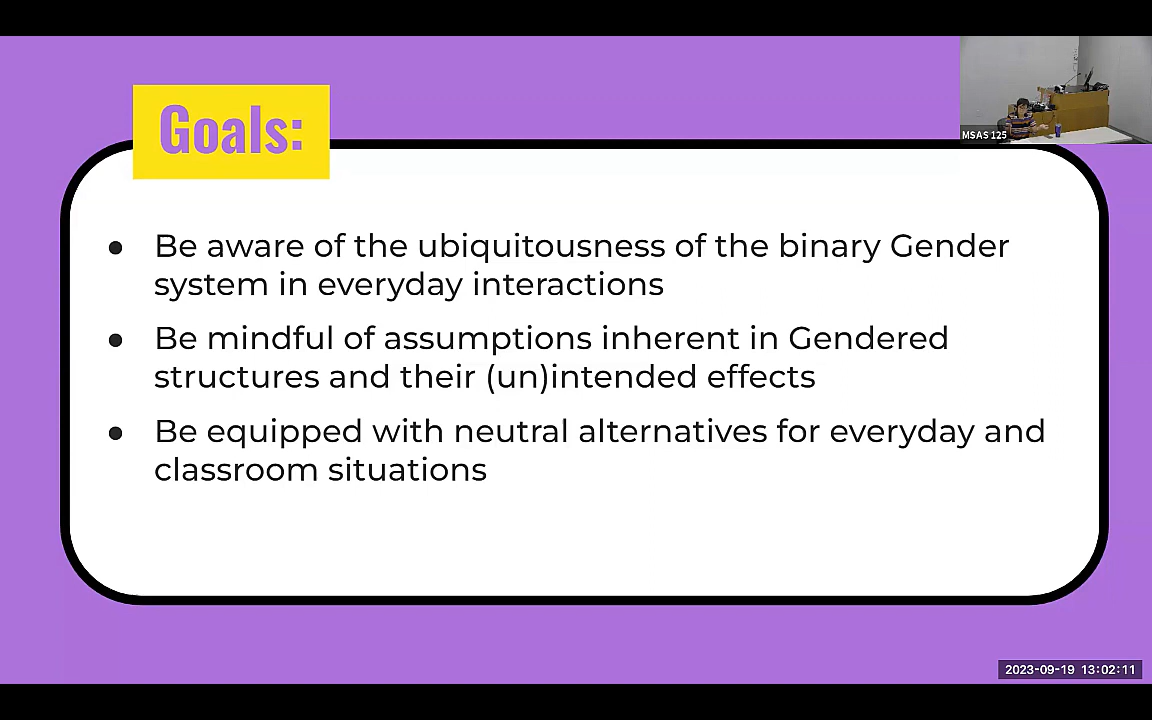 Goals:
MSAS 125
● Be aware of the ubiquitousness of the binary Gender
system in everyday interactions
● Be mindful of assumptions inherent in Gendered
structures and their (un)intended effects
● Be equipped with neutral alternatives for everyday and
classroom situations
2023-09-19 13:02:11